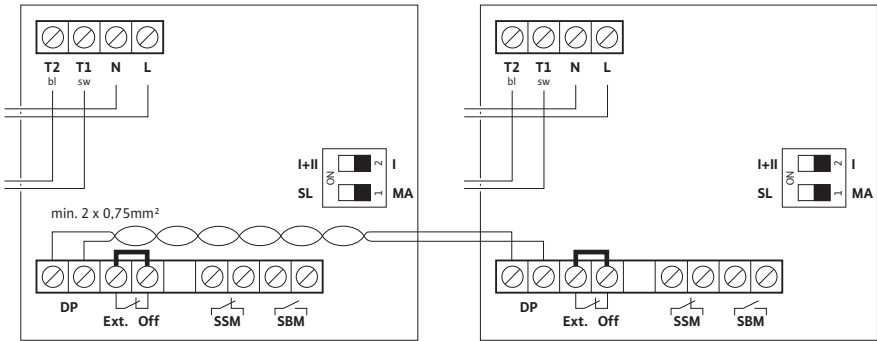 T2 T1 N L
bl sw
I+II ON 2 I
SL 1 MA
min. 2 x 0,75mm²
DP
Ext. Off SSM SBM
T2 T1 N L
bl sw
I+II ON 2 I
SL 1 MA
DP
Ext. Off SSM SBM